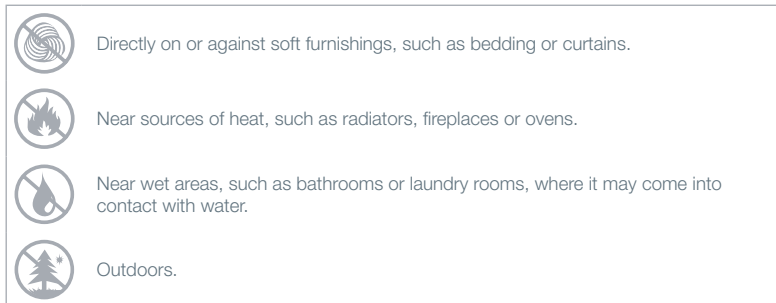 Directly on or against soft furnishings, such as bedding or curtains.
Near sources of heat, such as radiators, fireplaces or ovens.
Near wet areas, such as bathrooms or laundry rooms, where it may come into
contact with water.
Outdoors.